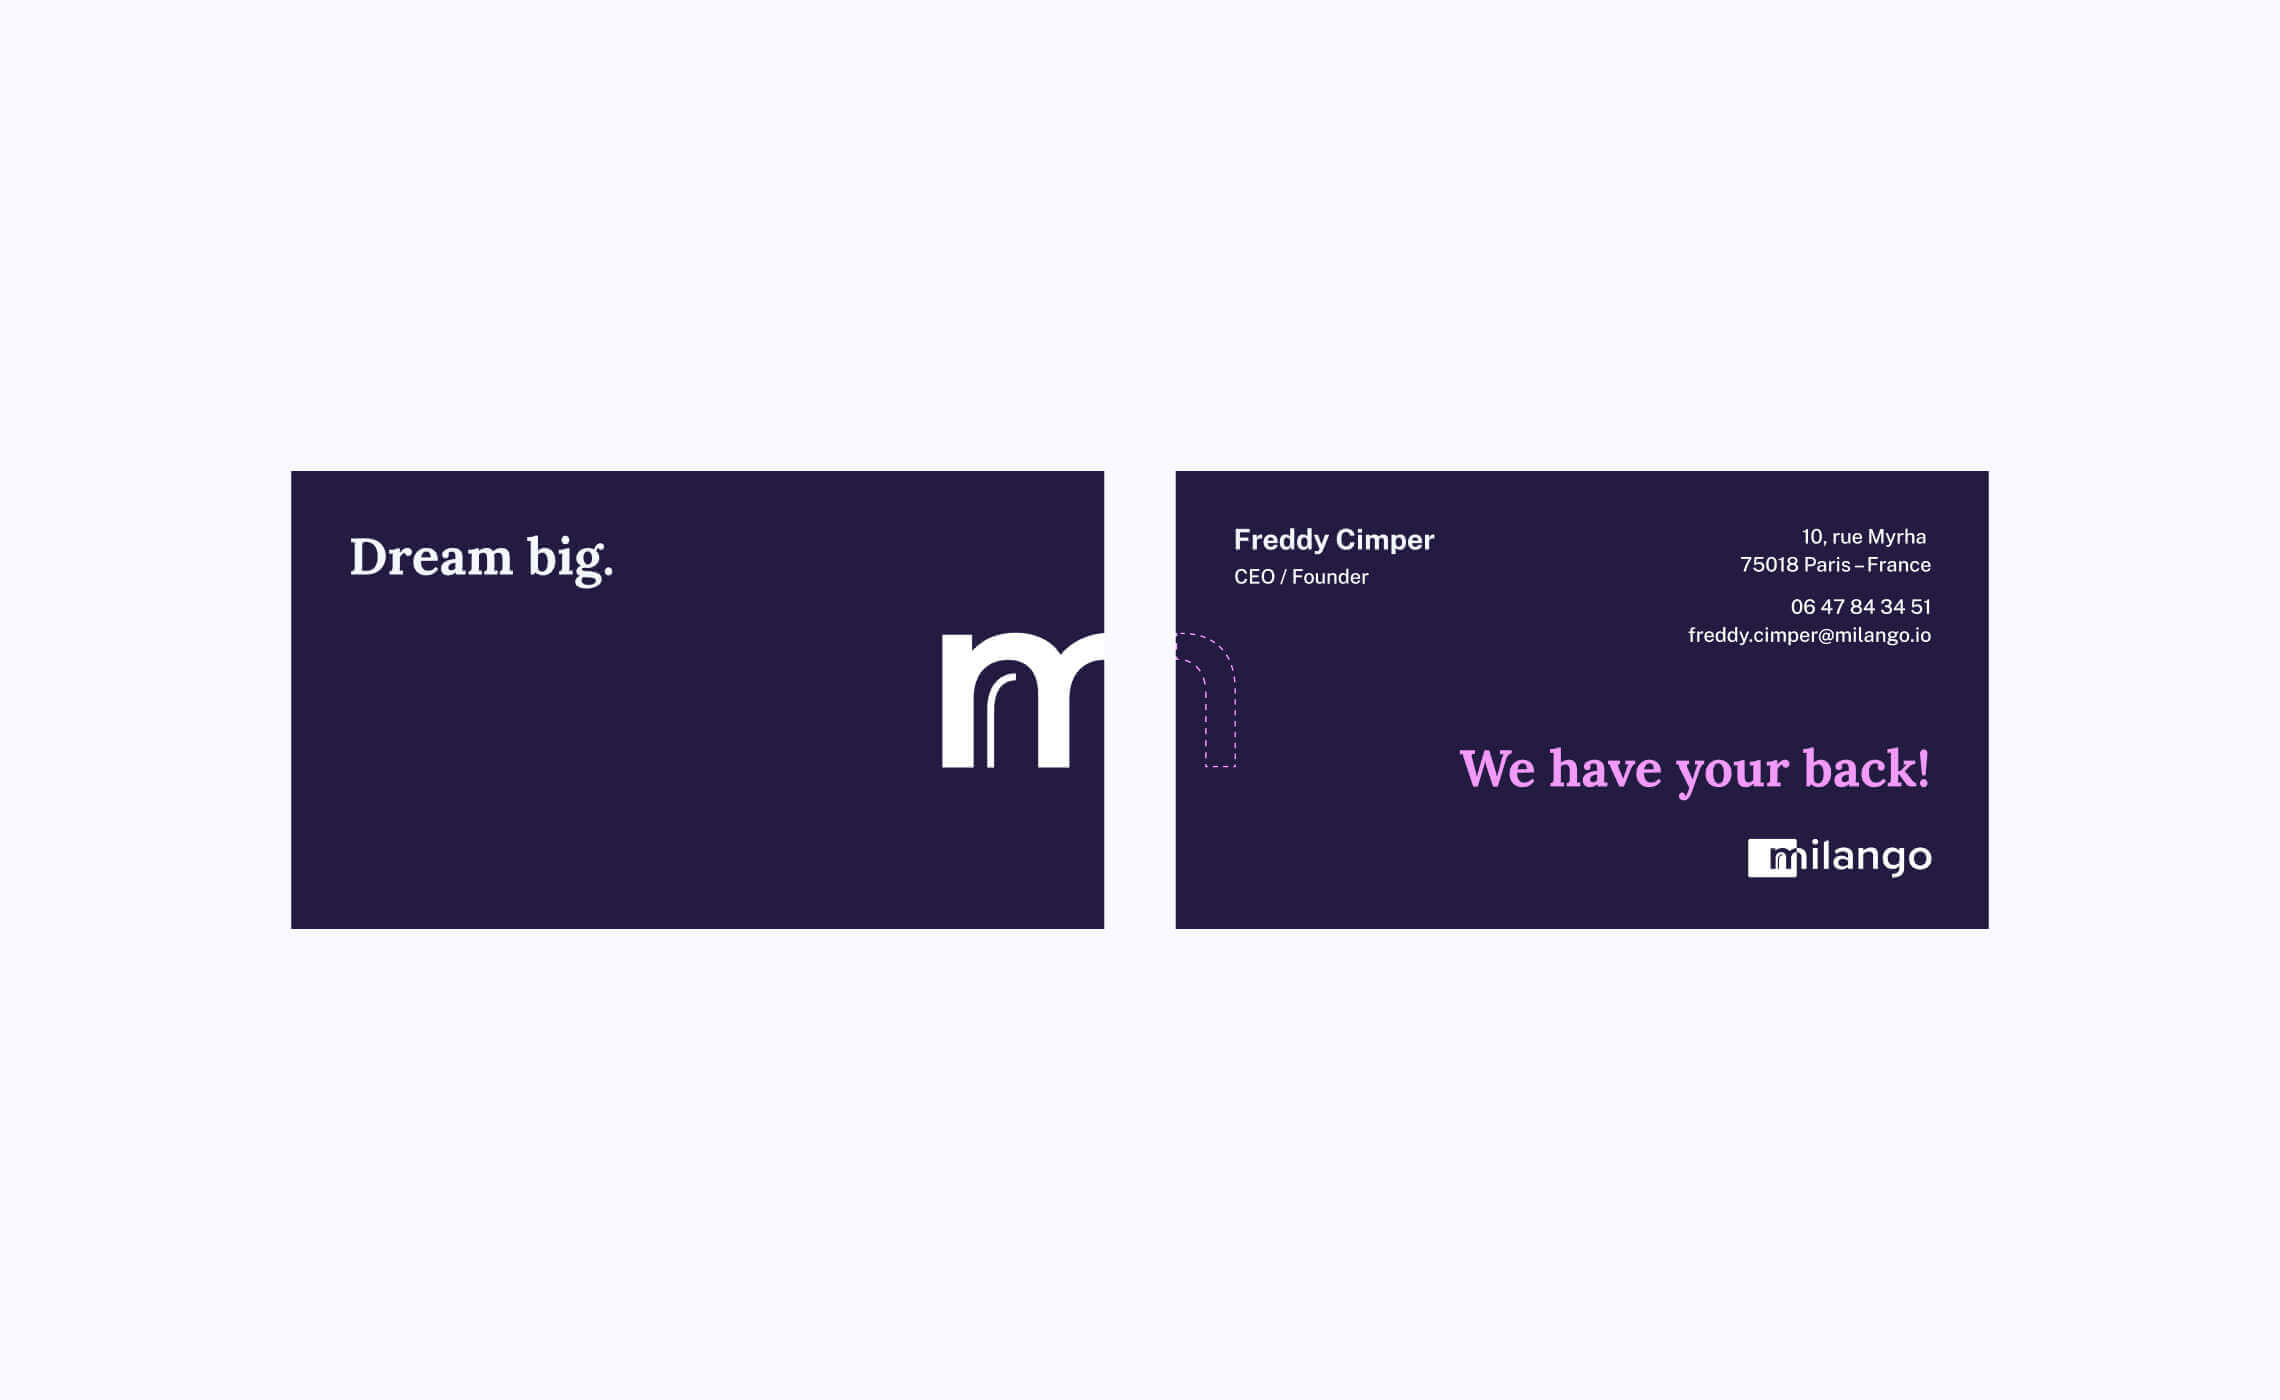 Dream big.
m
Freddy Cimper
CEO / Founder
10, rue Myrha
75018 Paris – France
06 47 84 34 51
freddy.cimper@milango.io
We have your back!
milango